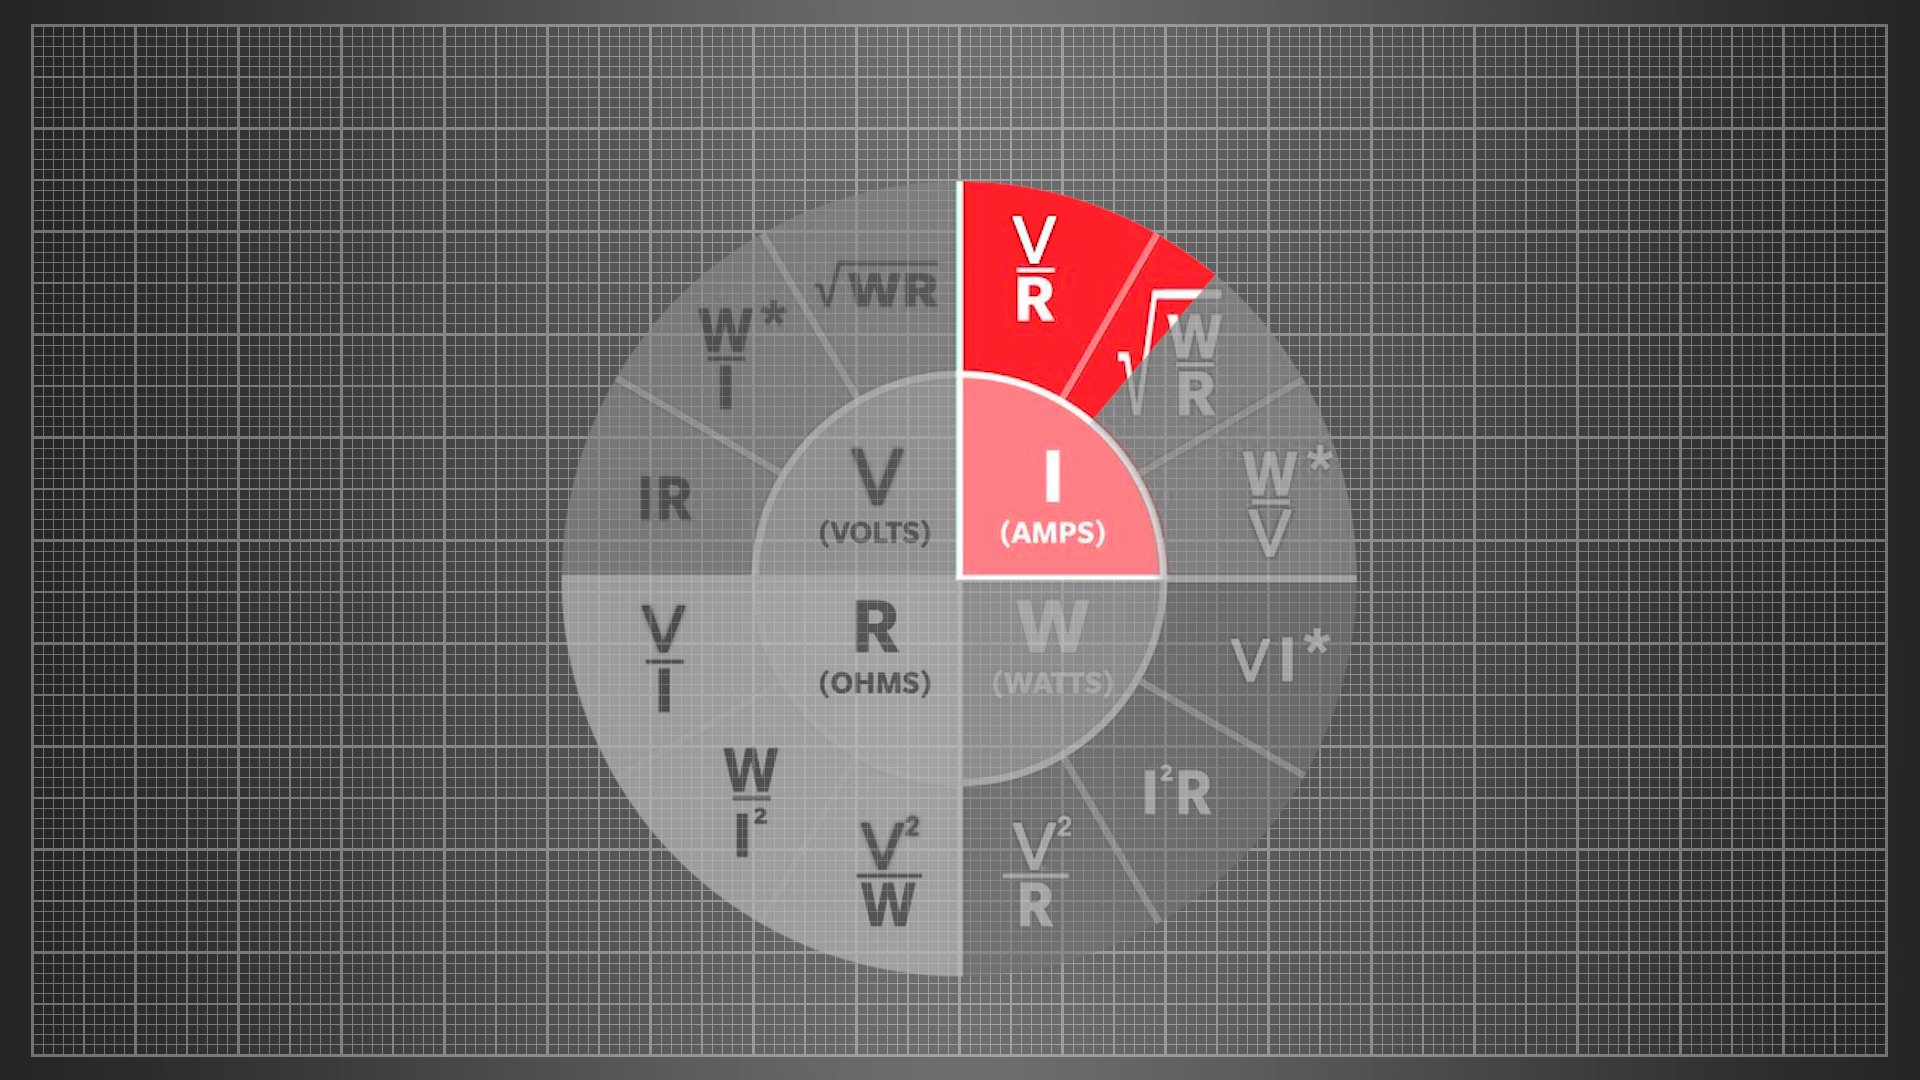 √WR
V
R
√W
R
W*
I
W*
V
IR
V
(VOLTS)
I
(AMPS)
V
I
R
(OHMS)
W
(WATTS)
VI*
W
I²
I²R
V²
W
V²
R